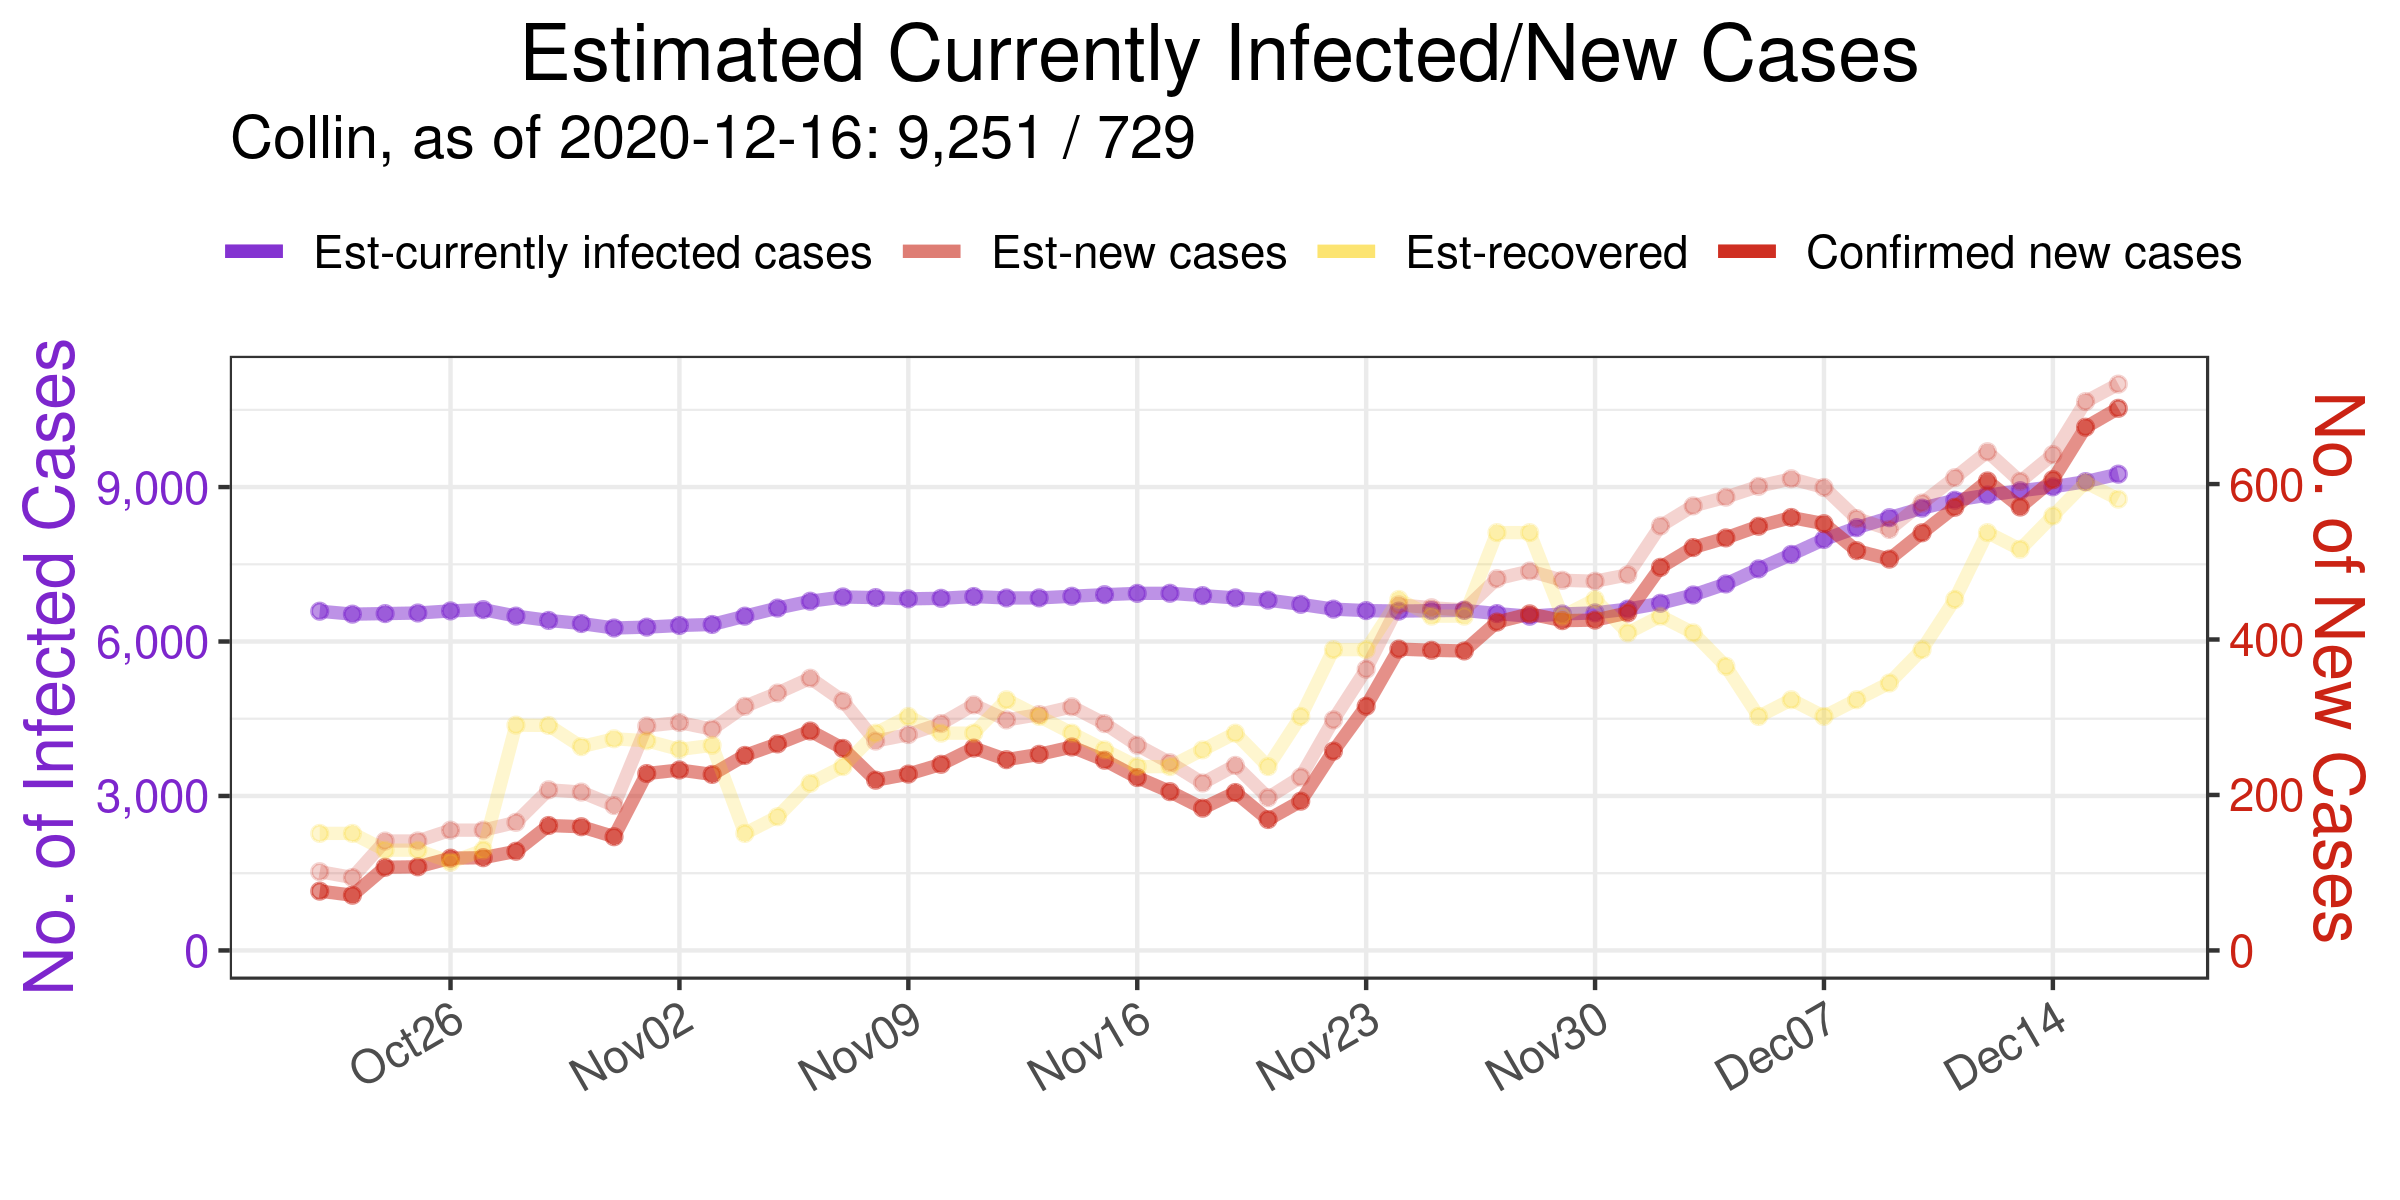 Estimated Currently Infected/New Cases
Collin, as of 2020-12-16: 9,251 / 729
Est-currently infected cases Est-new cases Est-recovered Confirmed new cases
No. of Infected Cases
9,000
6,000
3,000
0
600
400
200
0
No. of New Cases
Oct26 Nov02 Nov09 Nov16 Nov23 Nov30 Dec07 Dec14